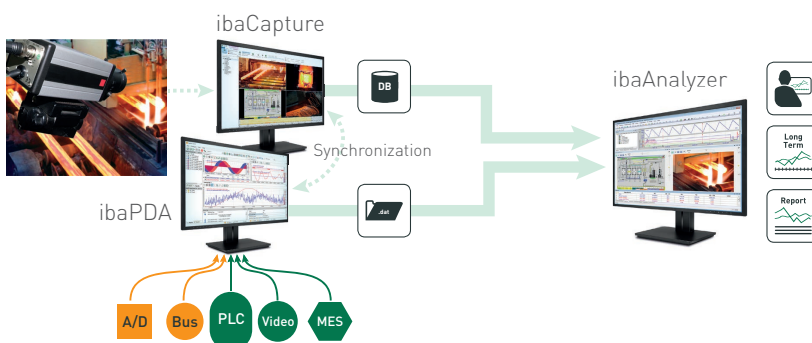 ibaCapture
DB
ibaAnalyzer
Long
Term
Synchronization
Report
ibaPDA
.dat
A/D
Bus
PLC
Video
MES